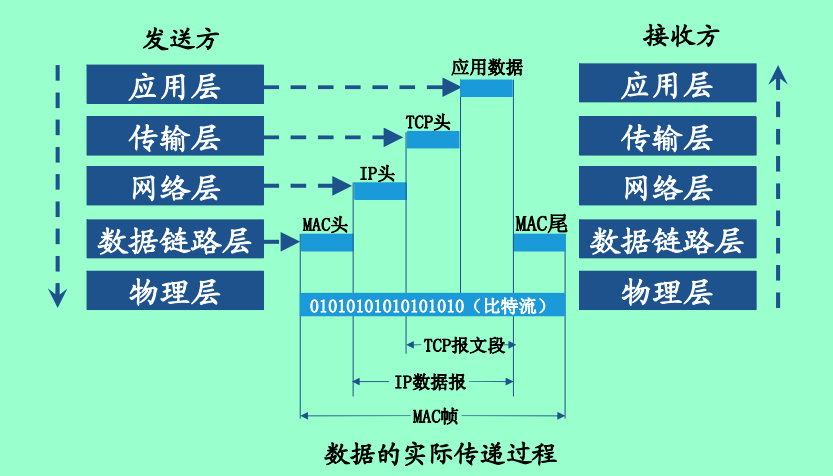 发送方
接收方
应用层
应用数据
应用层
传输层
TCP头
传输层
网络层
IP头
网络层
数据链路层
MAC头
MAC尾
数据链路层
物理层
01010101010101010（比特流）
物理层
TCP报文段
IP数据报
MAC帧
数据的实际传递过程